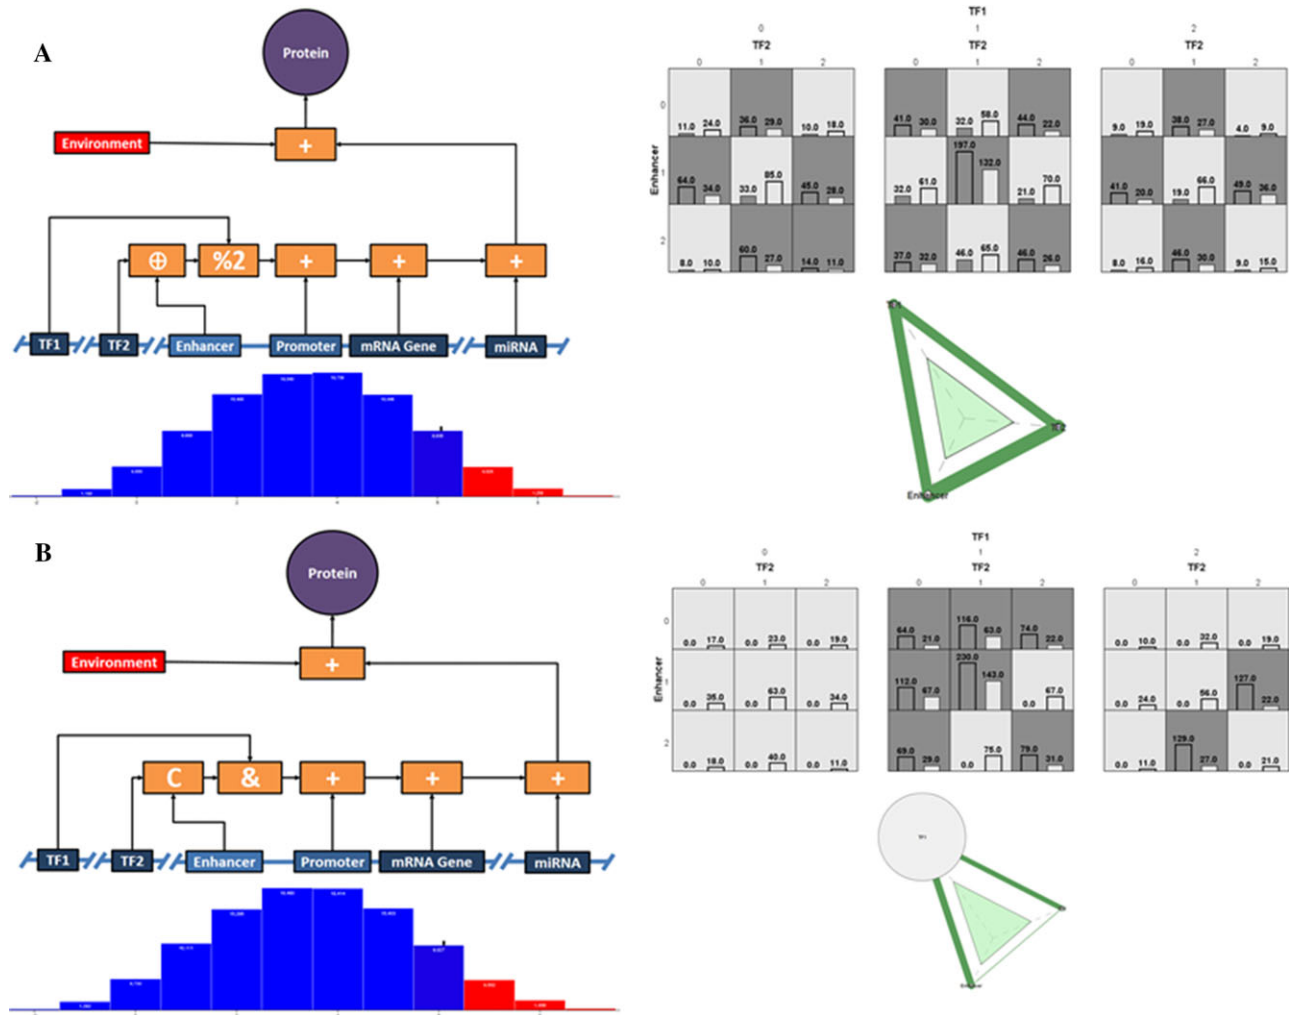 A
Protein
Environment
+
⊕ %2 + + +
TF1 TF2 Enhancer Promoter mRNA Gene miRNA
TF1
0 1 2
TF2 TF2 TF2
0 1 2 0 1 2 0 1 2
Enhancer
0
11.0 24.0 36.0 29.0 10.0 18.0 41.0 30.0 32.0 58.0 44.0 22.0 9.0 19.0 38.0 27.0 4.0 9.0
1
64.0 34.0 33.0 85.0 45.0 28.0 32.0 61.0 197.0 132.0 21.0 70.0 41.0 20.0 19.0 66.0 49.0 36.0
2
8.0 10.0 60.0 27.0 14.0 11.0 37.0 32.0 46.0 65.0 46.0 26.0 8.0 16.0 46.0 30.0 9.0 15.0
TF1
TF2
Enhancer
B
Protein
Environment
+
C & + + +
TF1 TF2 Enhancer Promoter mRNA Gene miRNA
TF1
0 1 2
TF2 TF2 TF2
0 1 2 0 1 2 0 1 2
Enhancer
0
0.0 17.0 0.0 23.0 0.0 19.0 64.0 21.0 116.0 63.0 74.0 22.0 0.0 10.0 0.0 32.0 0.0 19.0
1
0.0 35.0 0.0 63.0 0.0 34.0 112.0 67.0 230.0 143.0 0.0 67.0 0.0 24.0 0.0 56.0 127.0 22.0
2
0.0 18.0 0.0 40.0 0.0 11.0 69.0 29.0 0.0 75.0 79.0 31.0 0.0 11.0 129.0 27.0 0.0 21.0
TF1
Enhancer